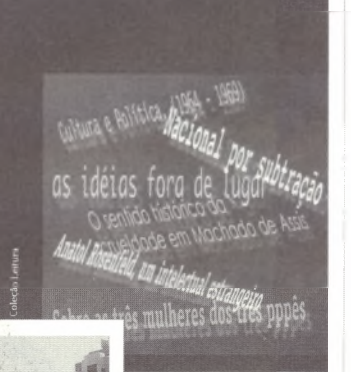 Cultura e Política, (1964 - 1969)
Nacional por subtração
as idéias fora de lugar
O sentido histórico da
crueldade em Machado de Assis
Anatol Rosenfeld, um intelectual estrangeiro
Sobre as três mulheres dos três pppês
Coleção Leitura